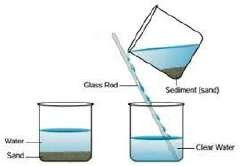 Glass Rod
Sediment (sand)
Water
Sand
Clear Water